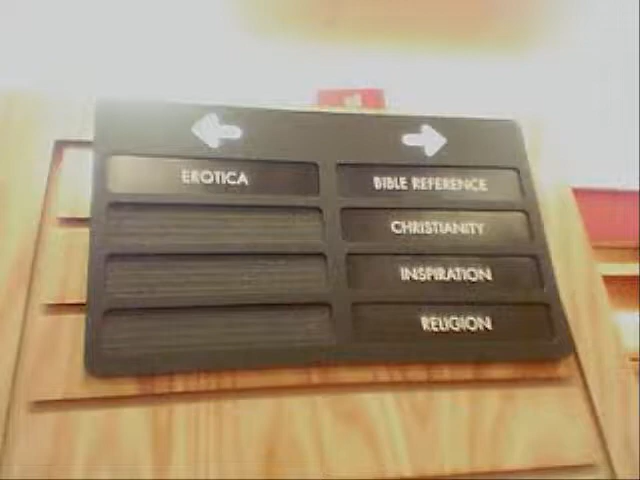 EROTICA
BIBLE REFERENCE
CHRISTIANITY
INSPIRATION
RELIGION